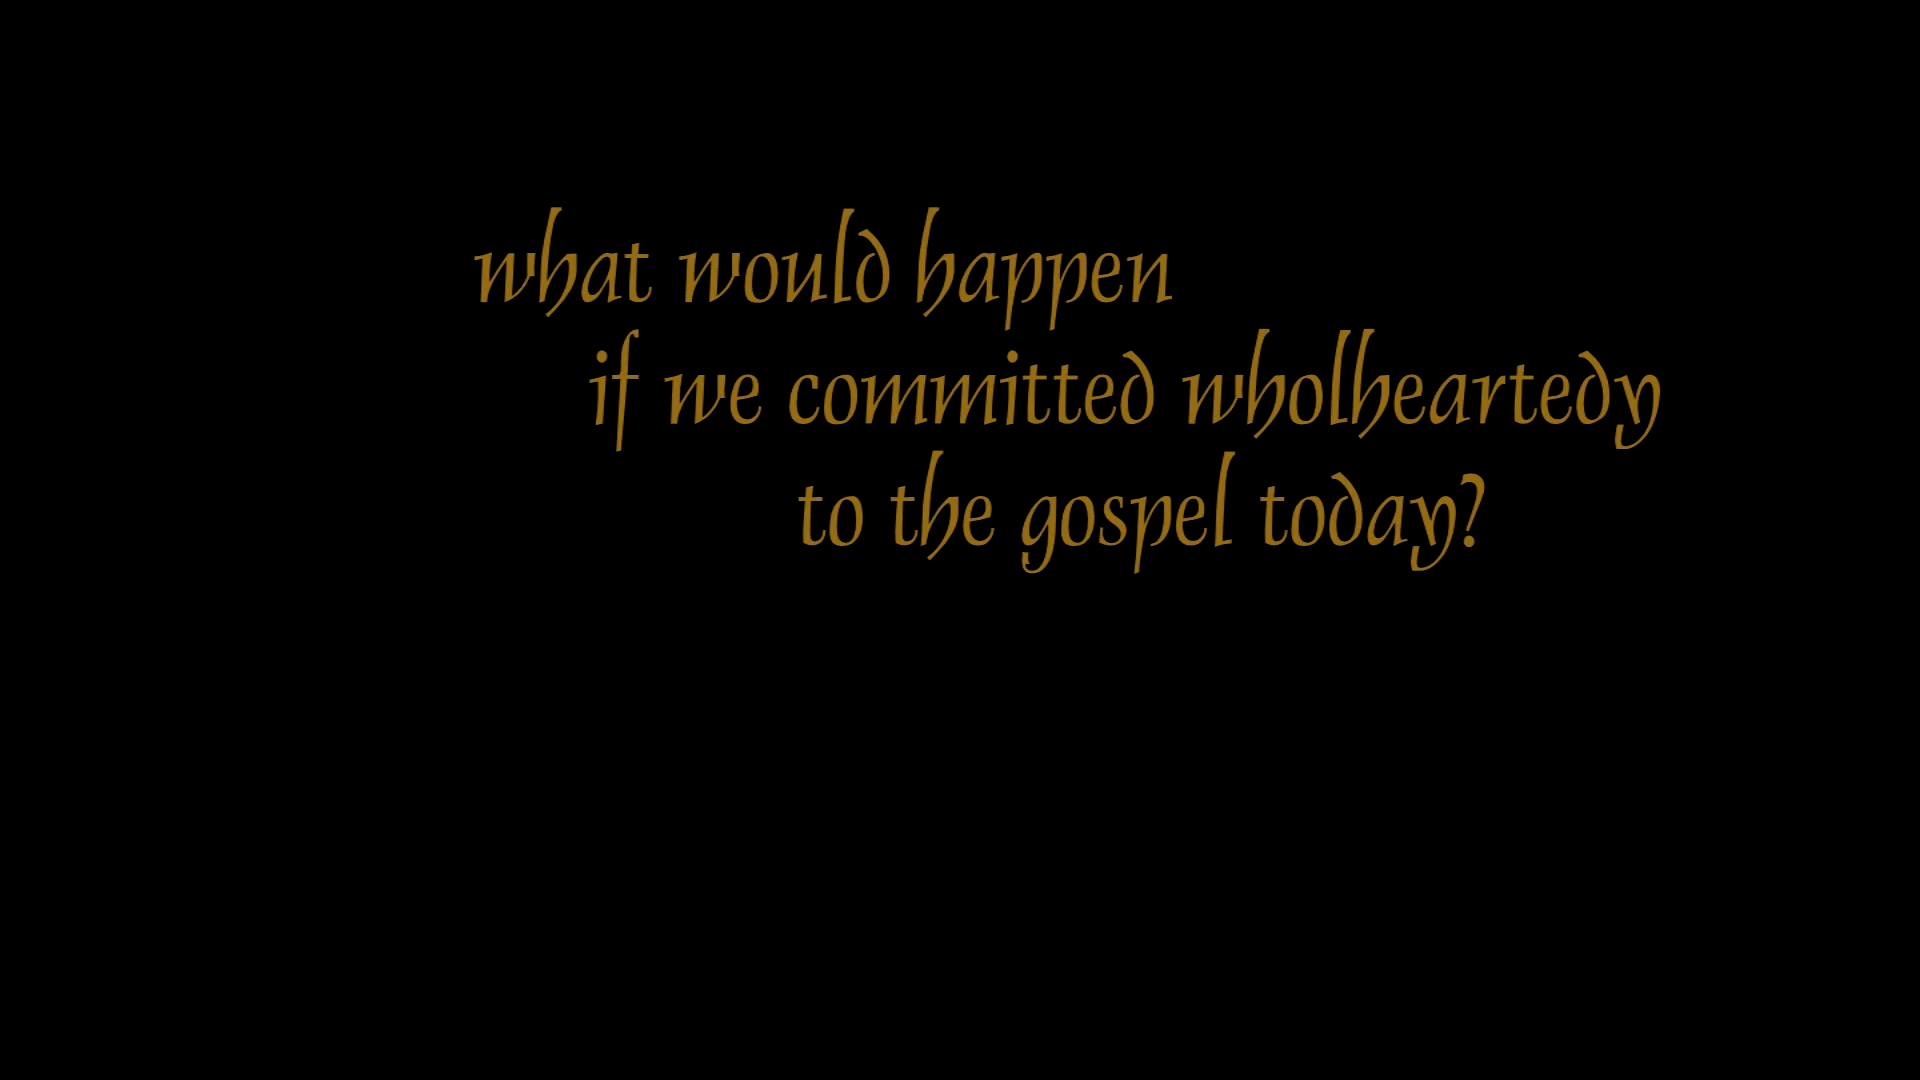 what would happen
if we committed wholheartedy
to the gospel today?